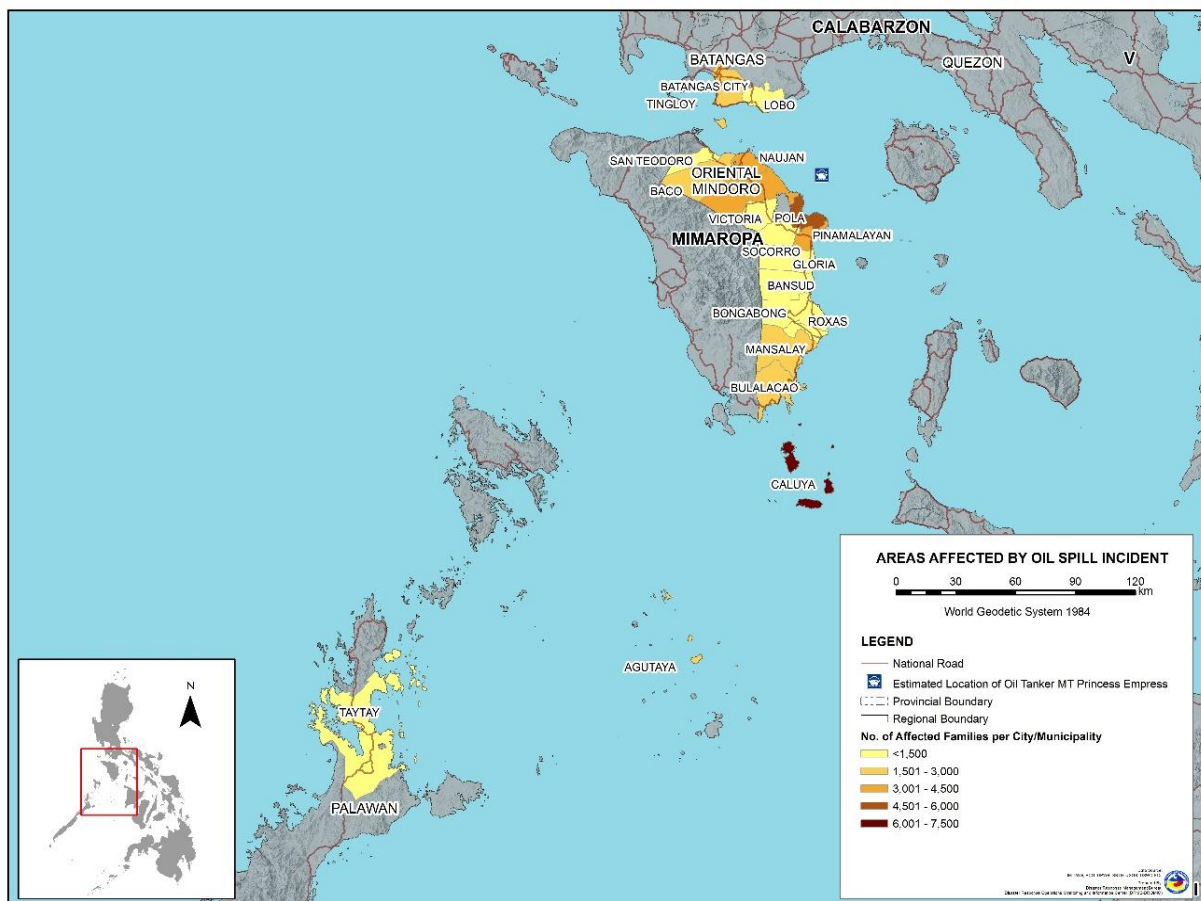 CALABARZON
BATANGAS
QUEZON
V
BATANGAS CITY
TINGLOY
LOBO
SAN TEODORO
NAUJAN
ORIENTAL
MINDORO
BACO
VICTORIA
POLA
MIMAROPA
PINAMALAYAN
SOCORRO
GLORIA
BANSUD
BONGABONG
ROXAS
MANSALAY
BULALACAO
CALUYA
AGUTAYA
TAYTAY
PALAWAN
N
AREAS AFFECTED BY OIL SPILL INCIDENT
0 30 60 90 120
km
World Geodetic System 1984
LEGEND
National Road
Estimated Location of Oil Tanker MT Princess Empress
Provincial Boundary
Regional Boundary
No. of Affected Families per City/Municipality
<1,500
1,501 - 3,000
3,001 - 4,500
4,501 - 6,000
6,001 - 7,500